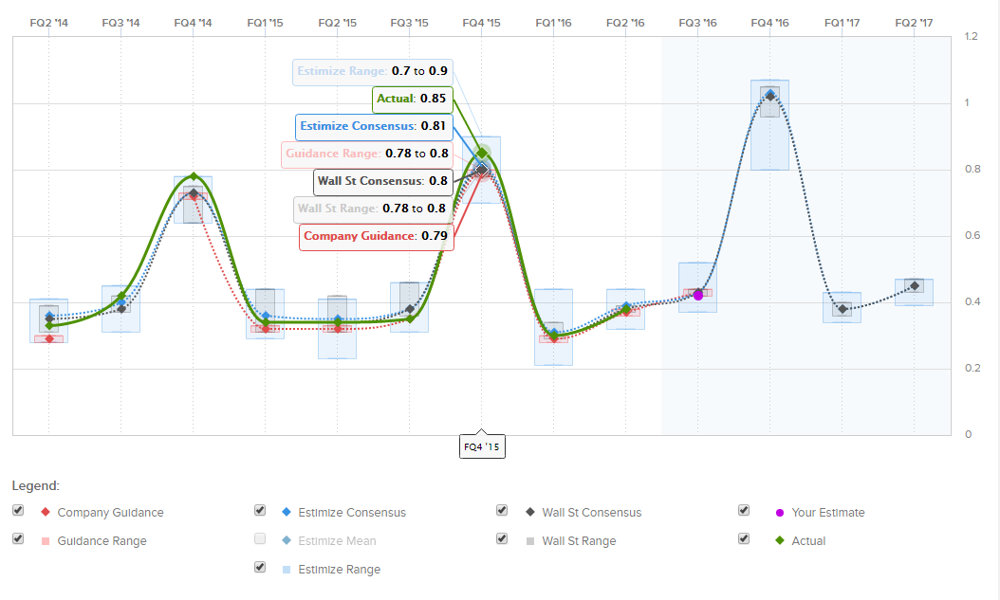 FQ2 '14 FQ3 '14 FQ4 '14 FQ1 '15 FQ2 '15 FQ3 '15 FQ4 '15 FQ1 '16 FQ2 '16 FQ3 '16 FQ4 '16 FQ1 '17 FQ2 '17
1.2
Estimize Range: 0.7 to 0.9
Actual: 0.85
1
Estimize Consensus: 0.81
Guidance Range: 0.78 to 0.8
0.8
Wall St Consensus: 0.8
Wall St Range: 0.78 to 0.8
Company Guidance: 0.79
0.6
0.4
0.2
0
FQ4 '15
Legend:
Company Guidance Estimize Consensus Wall St Consensus Your Estimate
Guidance Range Estimize Mean Wall St Range Actual
Estimize Range